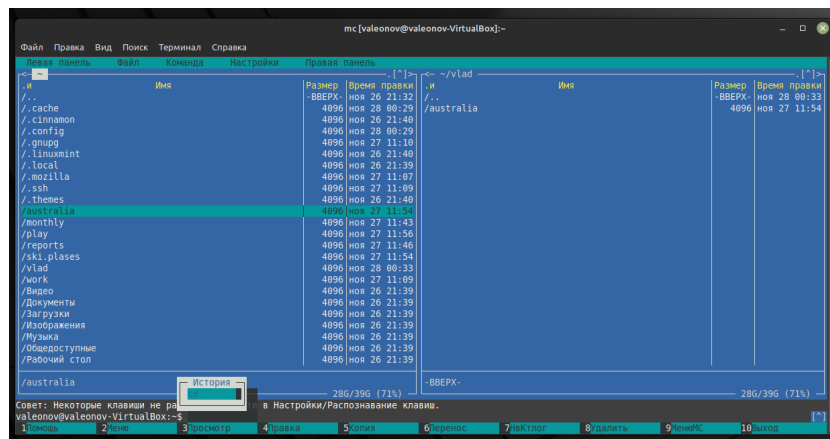 mc [valeonov@valeonov-VirtualBox]:~
Файл Правка Вид Поиск Терминал Справка
Левая панель Файл Команда Настройки Правая панель
<— ~ .[^]> <— ~/vlad .[^]>
.и Имя Размер Время правки .и Имя Размер Время правки
/.. -ВВЕРХ- ноя 26 21:32 /.. -ВВЕРХ- ноя 28 00:33
/.cache 4096 ноя 28 00:29 /australia 4096 ноя 27 11:54
/.cinnamon 4096 ноя 26 21:40
/.config 4096 ноя 28 00:29
/.gnupg 4096 ноя 27 11:10
/.linuxmint 4096 ноя 26 21:40
/.local 4096 ноя 26 21:39
/.mozilla 4096 ноя 27 11:07
/.ssh 4096 ноя 27 11:09
/.themes 4096 ноя 26 21:40
/australia 4096 ноя 27 11:54
/monthly 4096 ноя 27 11:43
/play 4096 ноя 27 11:56
/reports 4096 ноя 27 11:46
/ski.plases 4096 ноя 27 11:54
/vlad 4096 ноя 28 00:33
/work 4096 ноя 27 11:09
/Видео 4096 ноя 26 21:39
/Документы 4096 ноя 26 21:39
/Загрузки 4096 ноя 26 21:39
/Изображения 4096 ноя 26 21:39
/Музыка 4096 ноя 26 21:39
/Общедоступные 4096 ноя 26 21:39
/Рабочий стол 4096 ноя 26 21:39
/australia -ВВЕРХ-
История
28G/39G (71%) 28G/39G (71%)
Совет: Некоторые клавиши не ра в Настройки/Распознавание клавиш.
valeonov@valeonov-VirtualBox:~$ [^]
1Помощь 2Меню 3Просмотр 4Правка 5Копия 6Перенос 7НвКтлог 8Удалить 9МенюМС 10Выход